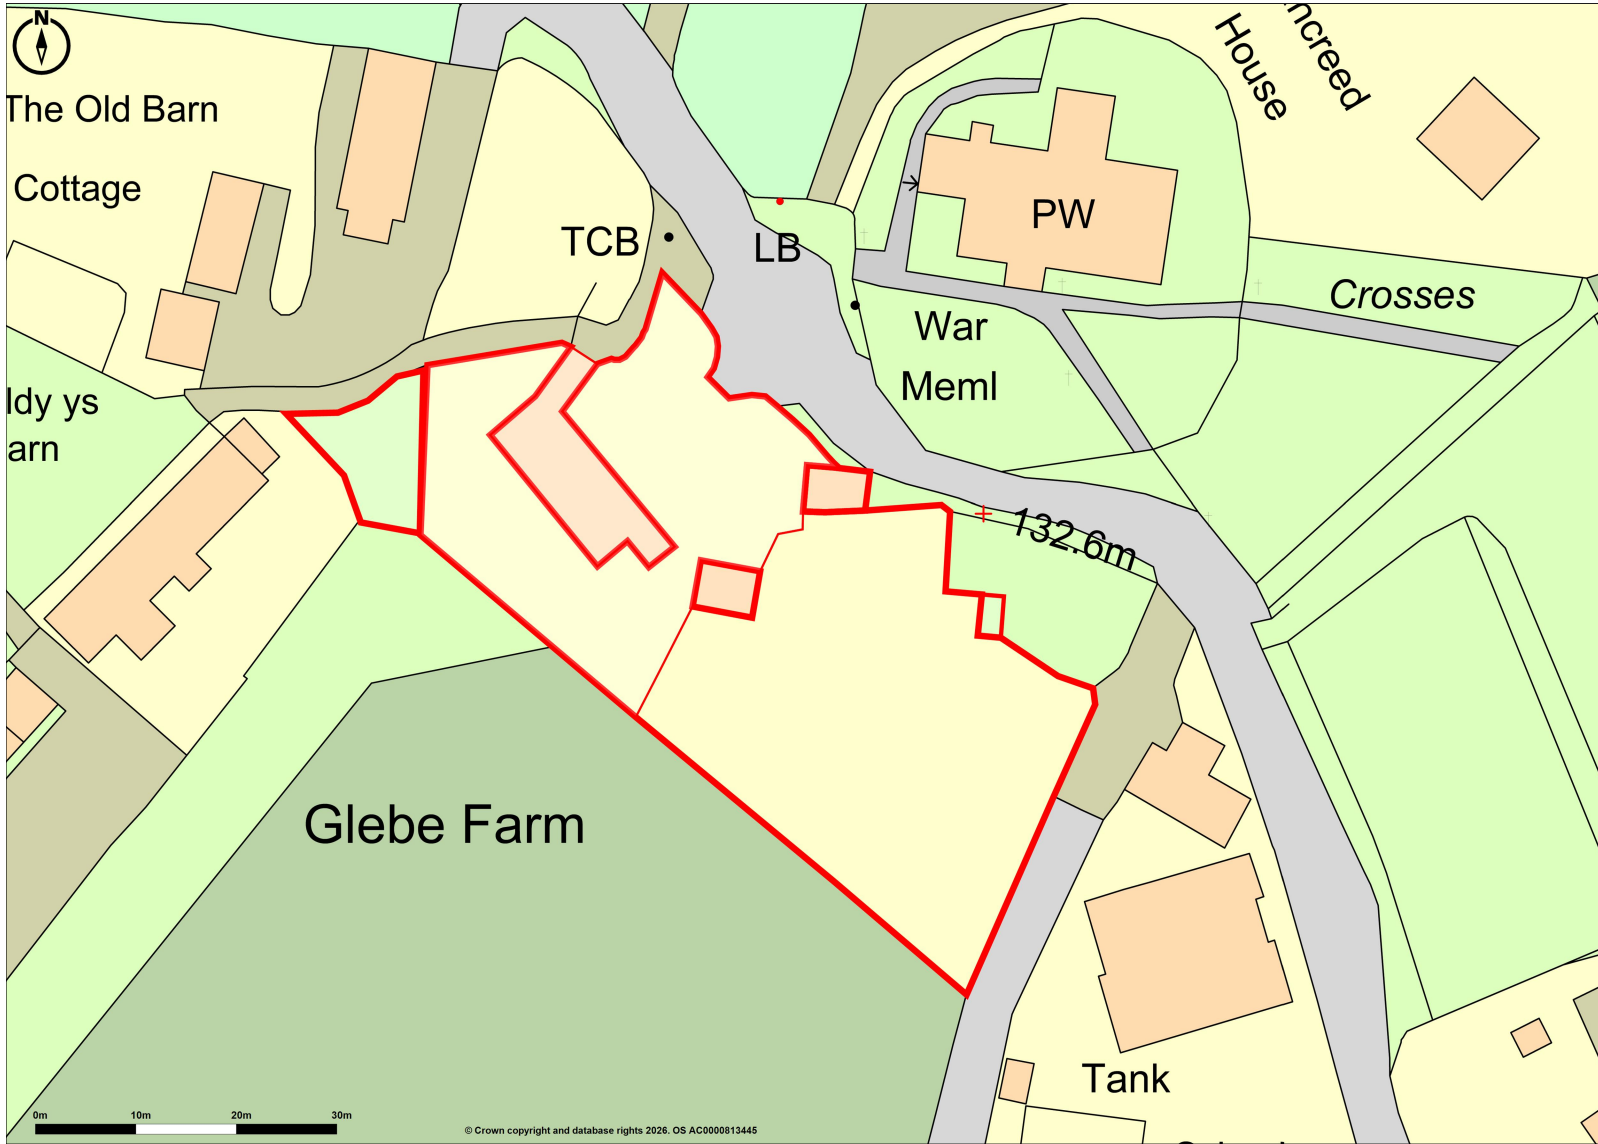 N
The Old Barn
Cottage
House
ncreed
TCB
LB
PW
Crosses
War
Meml
ldy ys
arn
132.6m
Glebe Farm
Tank
0m 10m 20m 30m
© Crown copyright and database rights 2026. OS AC0000813445